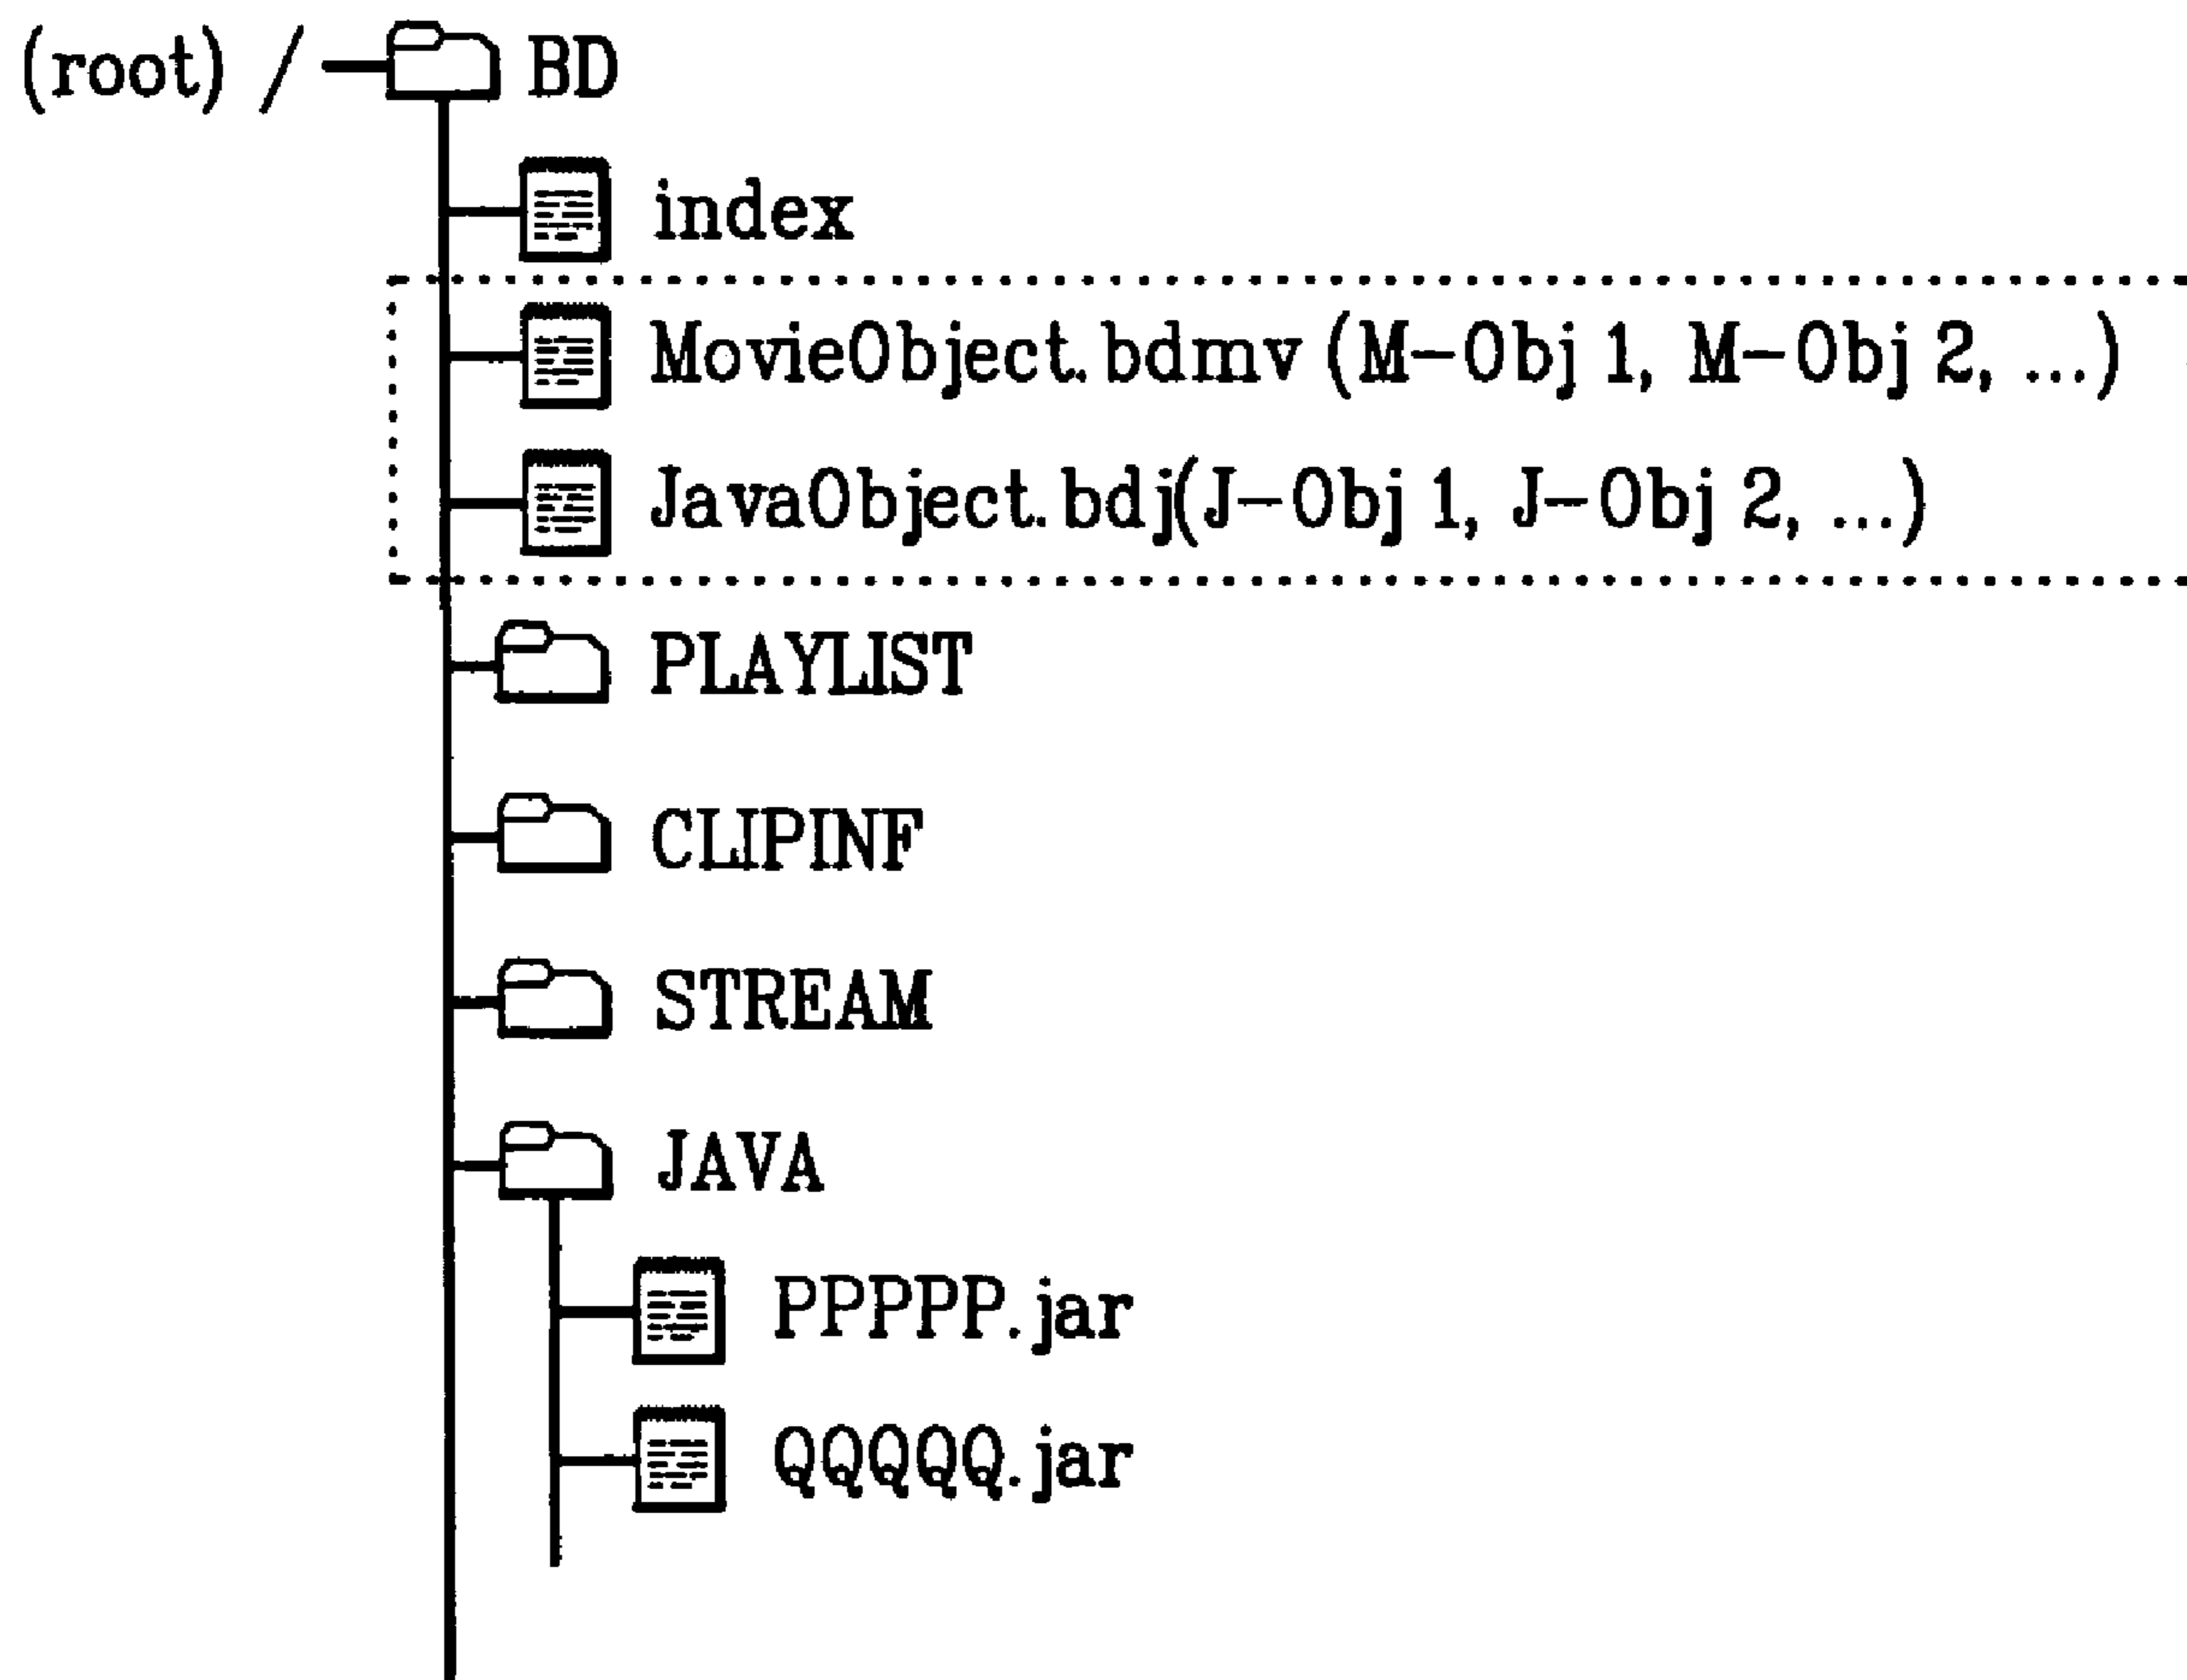 (root) / BD
index
MovieObject.bdmv (M-Obj 1, M-Obj 2, ...)
JavaObject.bdj(J-Obj 1, J-Obj 2, ...)
PLAYLIST
CLIPINF
STREAM
JAVA
PPPPP.jar
QQQQQ.jar